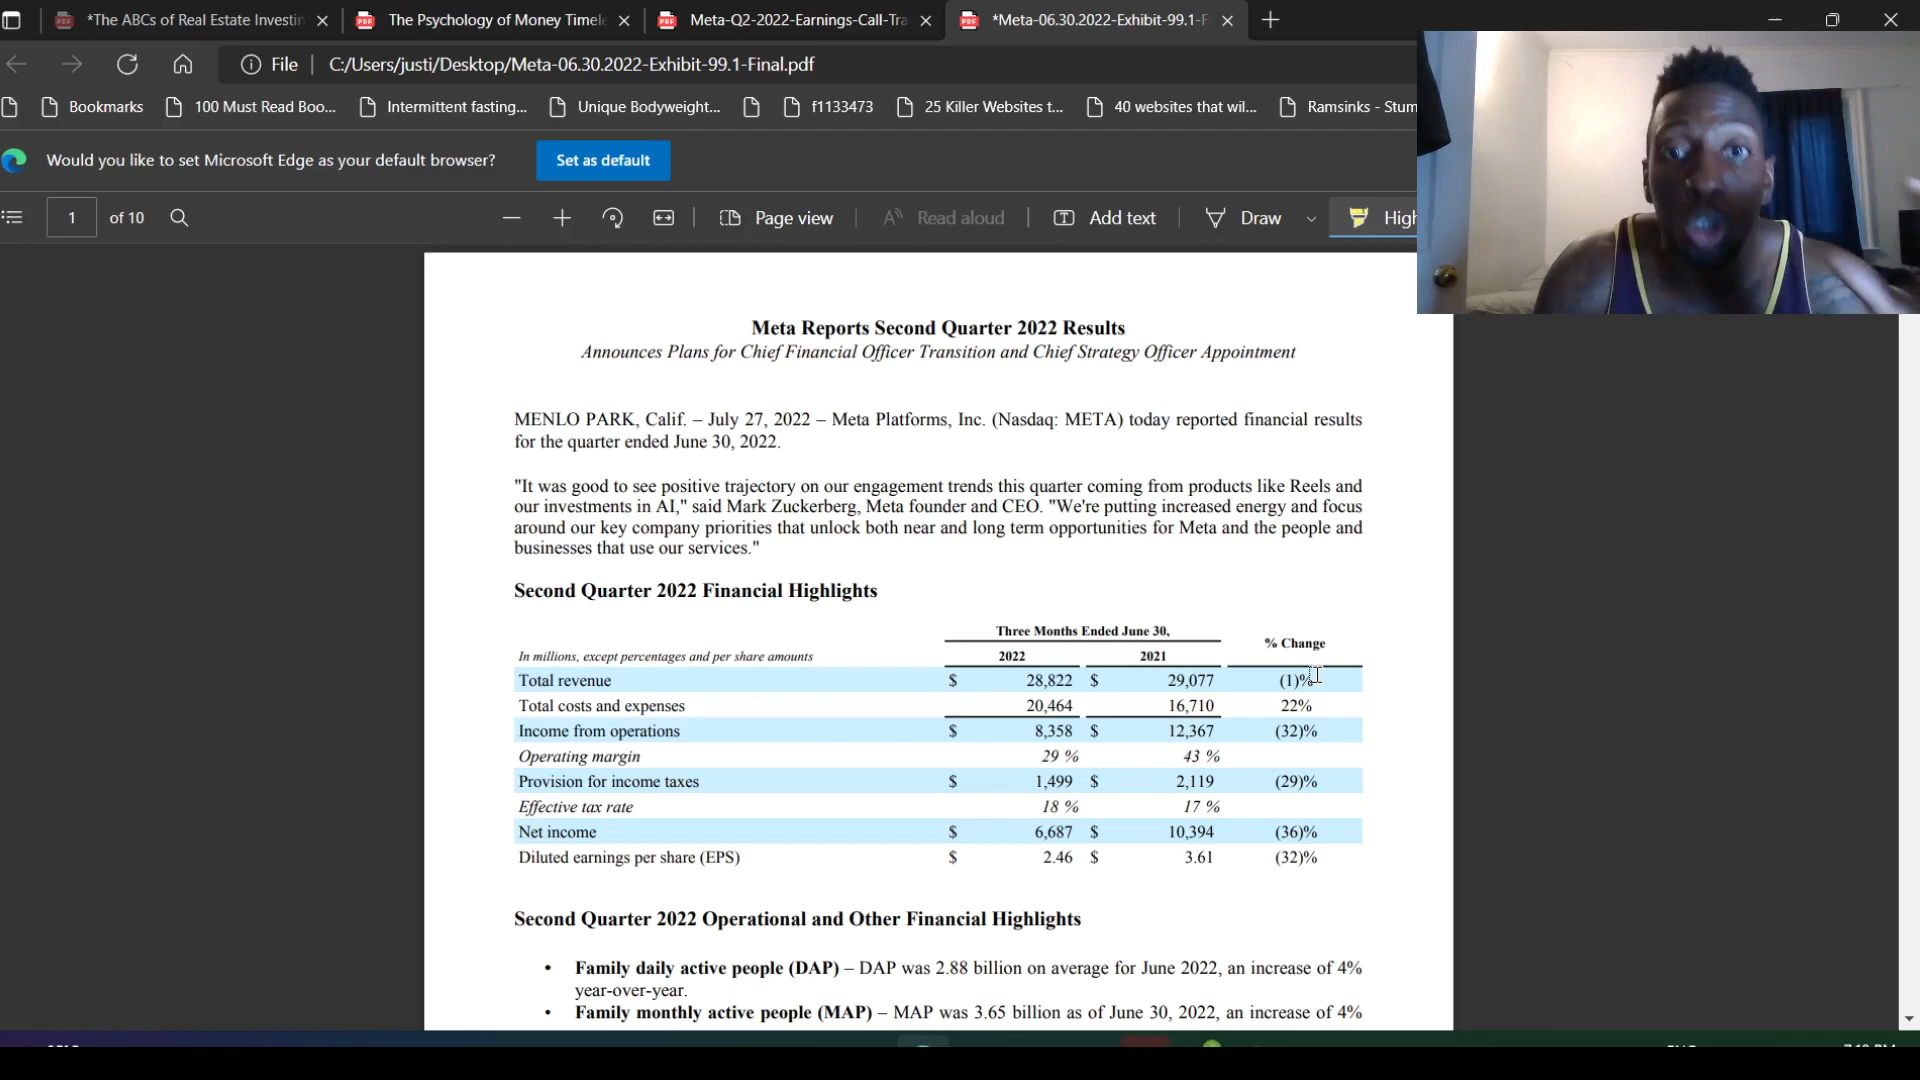 *The ABCs of Real Estate Investin
The Psychology of Money Timele
Meta-Q2-2022-Earnings-Call-Tra
*Meta-06.30.2022-Exhibit-99.1-F
File
C:/Users/justi/Desktop/Meta-06.30.2022-Exhibit-99.1-Final.pdf
Bookmarks
100 Must Read Boo...
Intermittent fasting...
Unique Bodyweight...
f1133473
25 Killer Websites t...
40 websites that wil...
Ramsinks - Stum
Would you like to set Microsoft Edge as your default browser?
Set as default
1 of 10
Page view
Read aloud
Add text
Draw
High
Meta Reports Second Quarter 2022 Results
Announces Plans for Chief Financial Officer Transition and Chief Strategy Officer Appointment
MENLO PARK, Calif. – July 27, 2022 – Meta Platforms, Inc. (Nasdaq: META) today reported financial results
for the quarter ended June 30, 2022.
"It was good to see positive trajectory on our engagement trends this quarter coming from products like Reels and
our investments in AI," said Mark Zuckerberg, Meta founder and CEO. "We're putting increased energy and focus
around our key company priorities that unlock both near and long term opportunities for Meta and the people and
businesses that use our services."
Second Quarter 2022 Financial Highlights
Three Months Ended June 30,
% Change
In millions, except percentages and per share amounts 2022 2021
Total revenue $ 28,822 $ 29,077 (1)%
Total costs and expenses 20,464 16,710 22%
Income from operations $ 8,358 $ 12,367 (32)%
Operating margin 29 % 43 %
Provision for income taxes $ 1,499 $ 2,119 (29)%
Effective tax rate 18 % 17 %
Net income $ 6,687 $ 10,394 (36)%
Diluted earnings per share (EPS) $ 2.46 $ 3.61 (32)%
Second Quarter 2022 Operational and Other Financial Highlights
• Family daily active people (DAP) – DAP was 2.88 billion on average for June 2022, an increase of 4%
year-over-year.
• Family monthly active people (MAP) – MAP was 3.65 billion as of June 30, 2022, an increase of 4%